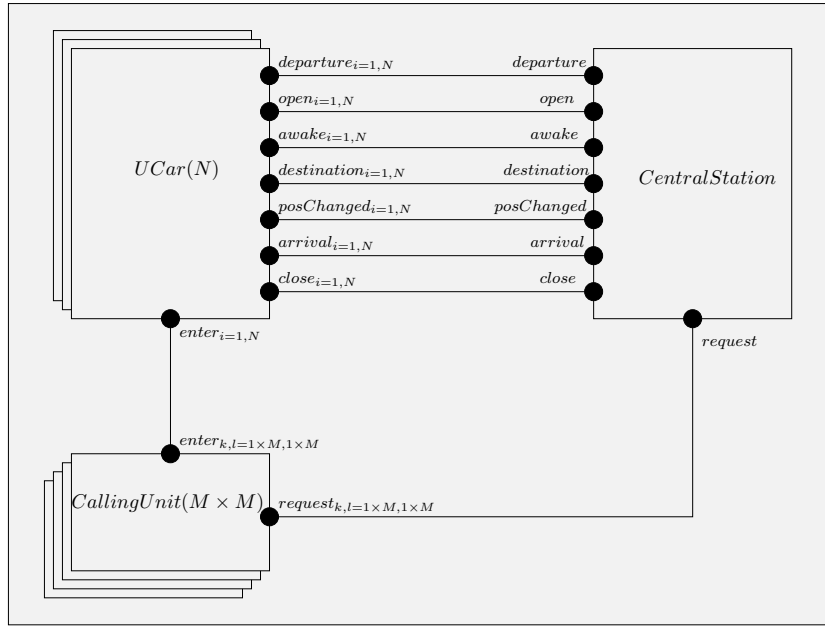 departure_{i=1,N} departure
open_{i=1,N} open
awake_{i=1,N} awake
UCar(N) destination_{i=1,N} destination CentralStation
posChanged_{i=1,N} posChanged
arrival_{i=1,N} arrival
close_{i=1,N} close
enter_{i=1,N} request
enter_{k,l=1×M,1×M}
CallingUnit(M × M) request_{k,l=1×M,1×M}